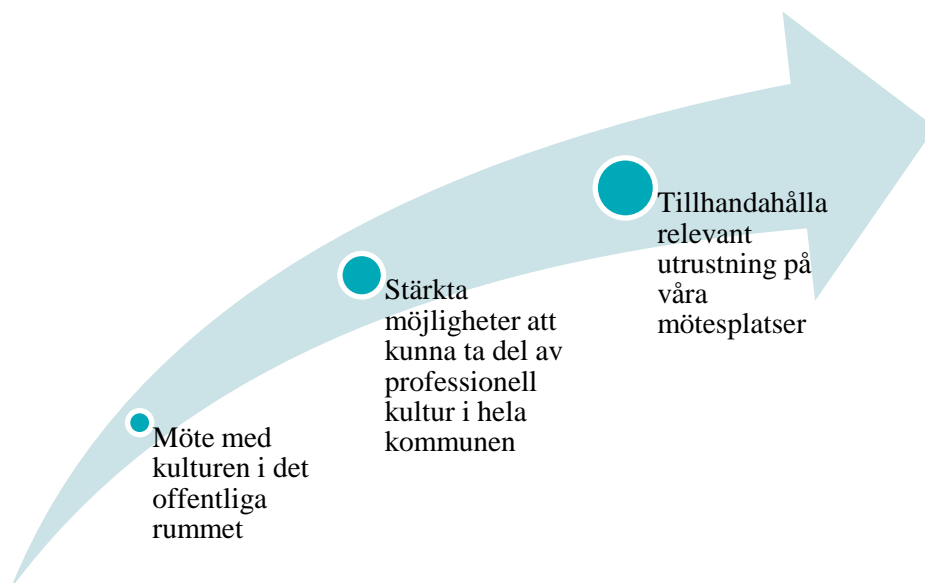 Möte med
kulturen i det
offentliga
rummet
Stärkta
möjligheter att
kunna ta del av
professionell
kultur i hela
kommunen
Tillhandahålla
relevant
utrustning på
våra
mötesplatser